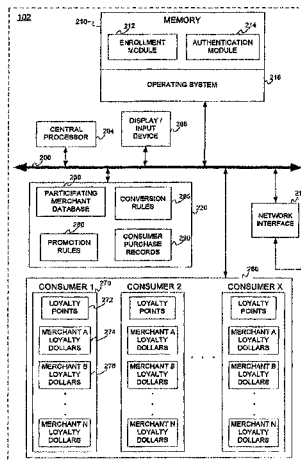 102
MEMORY
210
212
214
ENROLLMENT MODULE
AUTHENTICATION MODULE
OPERATING SYSTEM
216
CENTRAL PROCESSOR
204
DISPLAY / INPUT DEVICE
200
250
PARTICIPATING MERCHANT DATABASE
CONVERSION RULES
220
PROMOTION RULES
CONSUMER PURCHASE RECORDS
290
NETWORK INTERFACE
260
CONSUMER 1
270
CONSUMER 2
CONSUMER X
LOYALTY POINTS
272
LOYALTY POINTS
LOYALTY POINTS
MERCHANT A LOYALTY DOLLARS
274
MERCHANT A LOYALTY DOLLARS
MERCHANT A LOYALTY DOLLARS
MERCHANT B LOYALTY DOLLARS
MERCHANT B LOYALTY DOLLARS
MERCHANT B LOYALTY DOLLARS
MERCHANT N LOYALTY DOLLARS
MERCHANT N LOYALTY DOLLARS
MERCHANT N LOYALTY DOLLARS